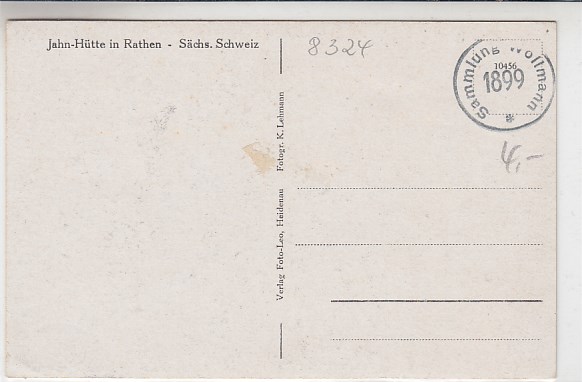 Jahn-Hütte in Rathen - Sächs. Schweiz
8324
Sammlung Wollmann *
10456
1899
4,-
Verlag Foto-Leo, Heidenau Fotogr. K. Lehmann